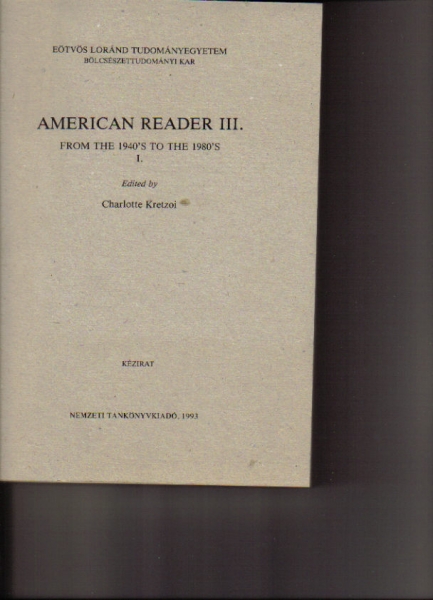 EÖTVÖS LORÁND TUDOMÁNYEGYETEM
BÖLCSÉSZETTUDOMÁNYI KAR
AMERICAN READER III.
FROM THE 1940'S TO THE 1980'S
I.
Edited by
Charlotte Kretzoi
KÉZIRAT
NEMZETI TANKÖNYVKIADÓ, 1993